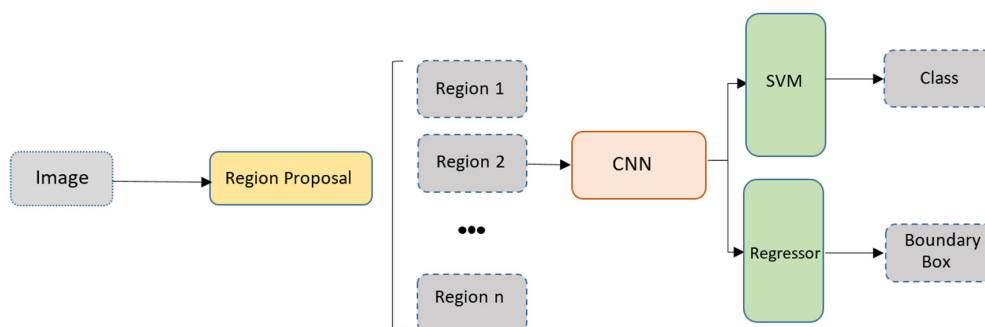 Image
Region Proposal
Region 1
Region 2
•••
Region n
CNN
SVM
Regressor
Class
Boundary
Box